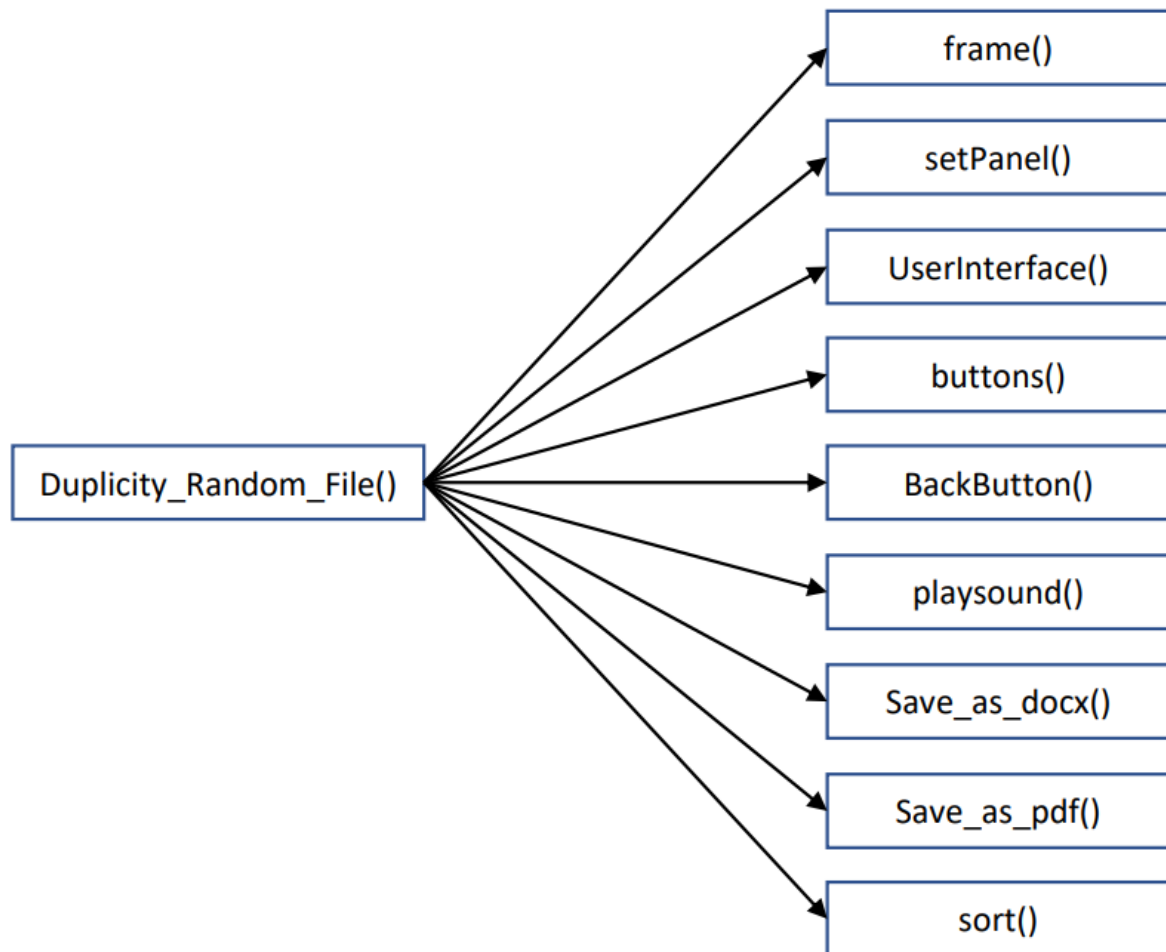 frame()
setPanel()
UserInterface()
buttons()
Duplicity_Random_File()
BackButton()
playsound()
Save_as_docx()
Save_as_pdf()
sort()